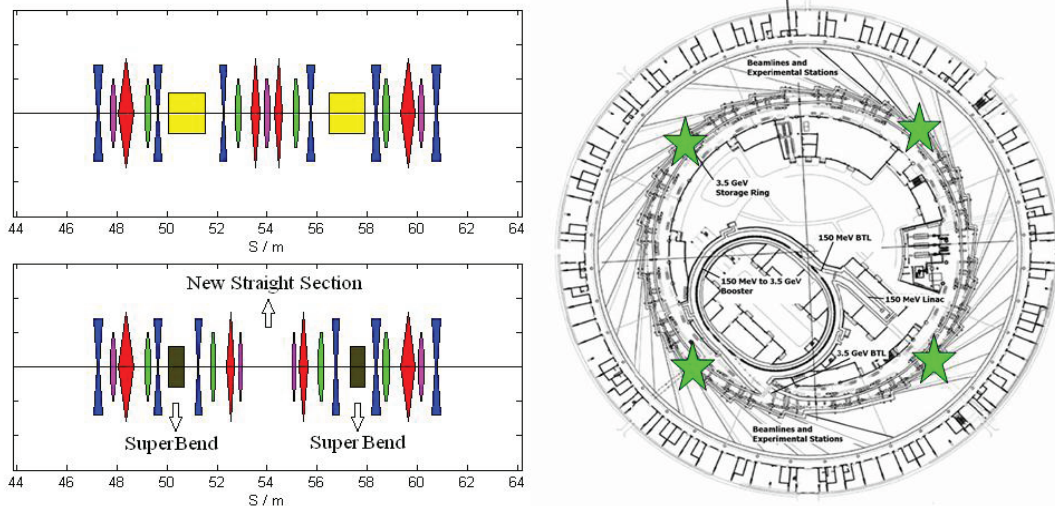 44 46 48 50 52 54 56 58 60 62 64
S / m
New Straight Section
SuperBend
Super Bend
44 46 48 50 52 54 56 58 60 62 64
S / m
Beamlines and
Experimental Stations
3.5 GeV
Storage Ring
150 MeV BTL
150 MeV to 3.5 GeV
Booster
150 MeV Linac
3.5 GeV BTL
Beamlines and
Experimental Stations